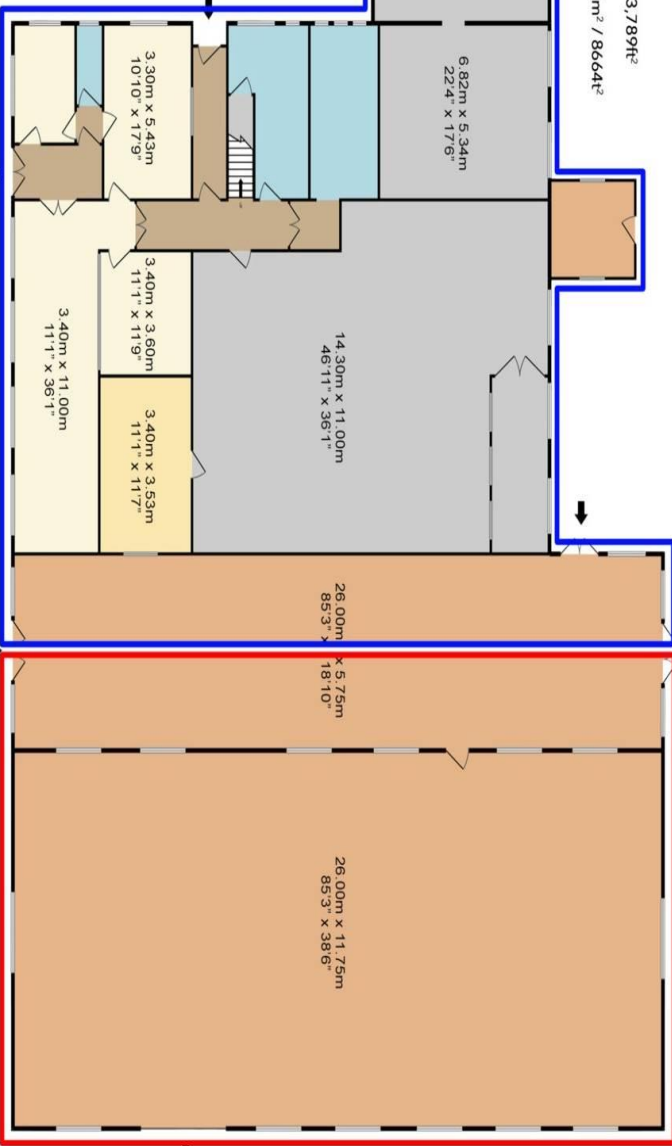 3,789ft²
m² / 8664t²
6.82m x 5.34m
22'4" x 17'6"
3.30m x 5.43m
10'10" x 17'9"
3.40m x 3.60m
11'1" x 11'9"
14.30m x 11.00m
46'11" x 36'1"
3.40m x 11.00m
11'1" x 36'1"
3.40m x 3.53m
11'1" x 11'7"
26.00m x 5.75m
85'3" x 18'10"
26.00m x 11.75m
85'3" x 38'6"